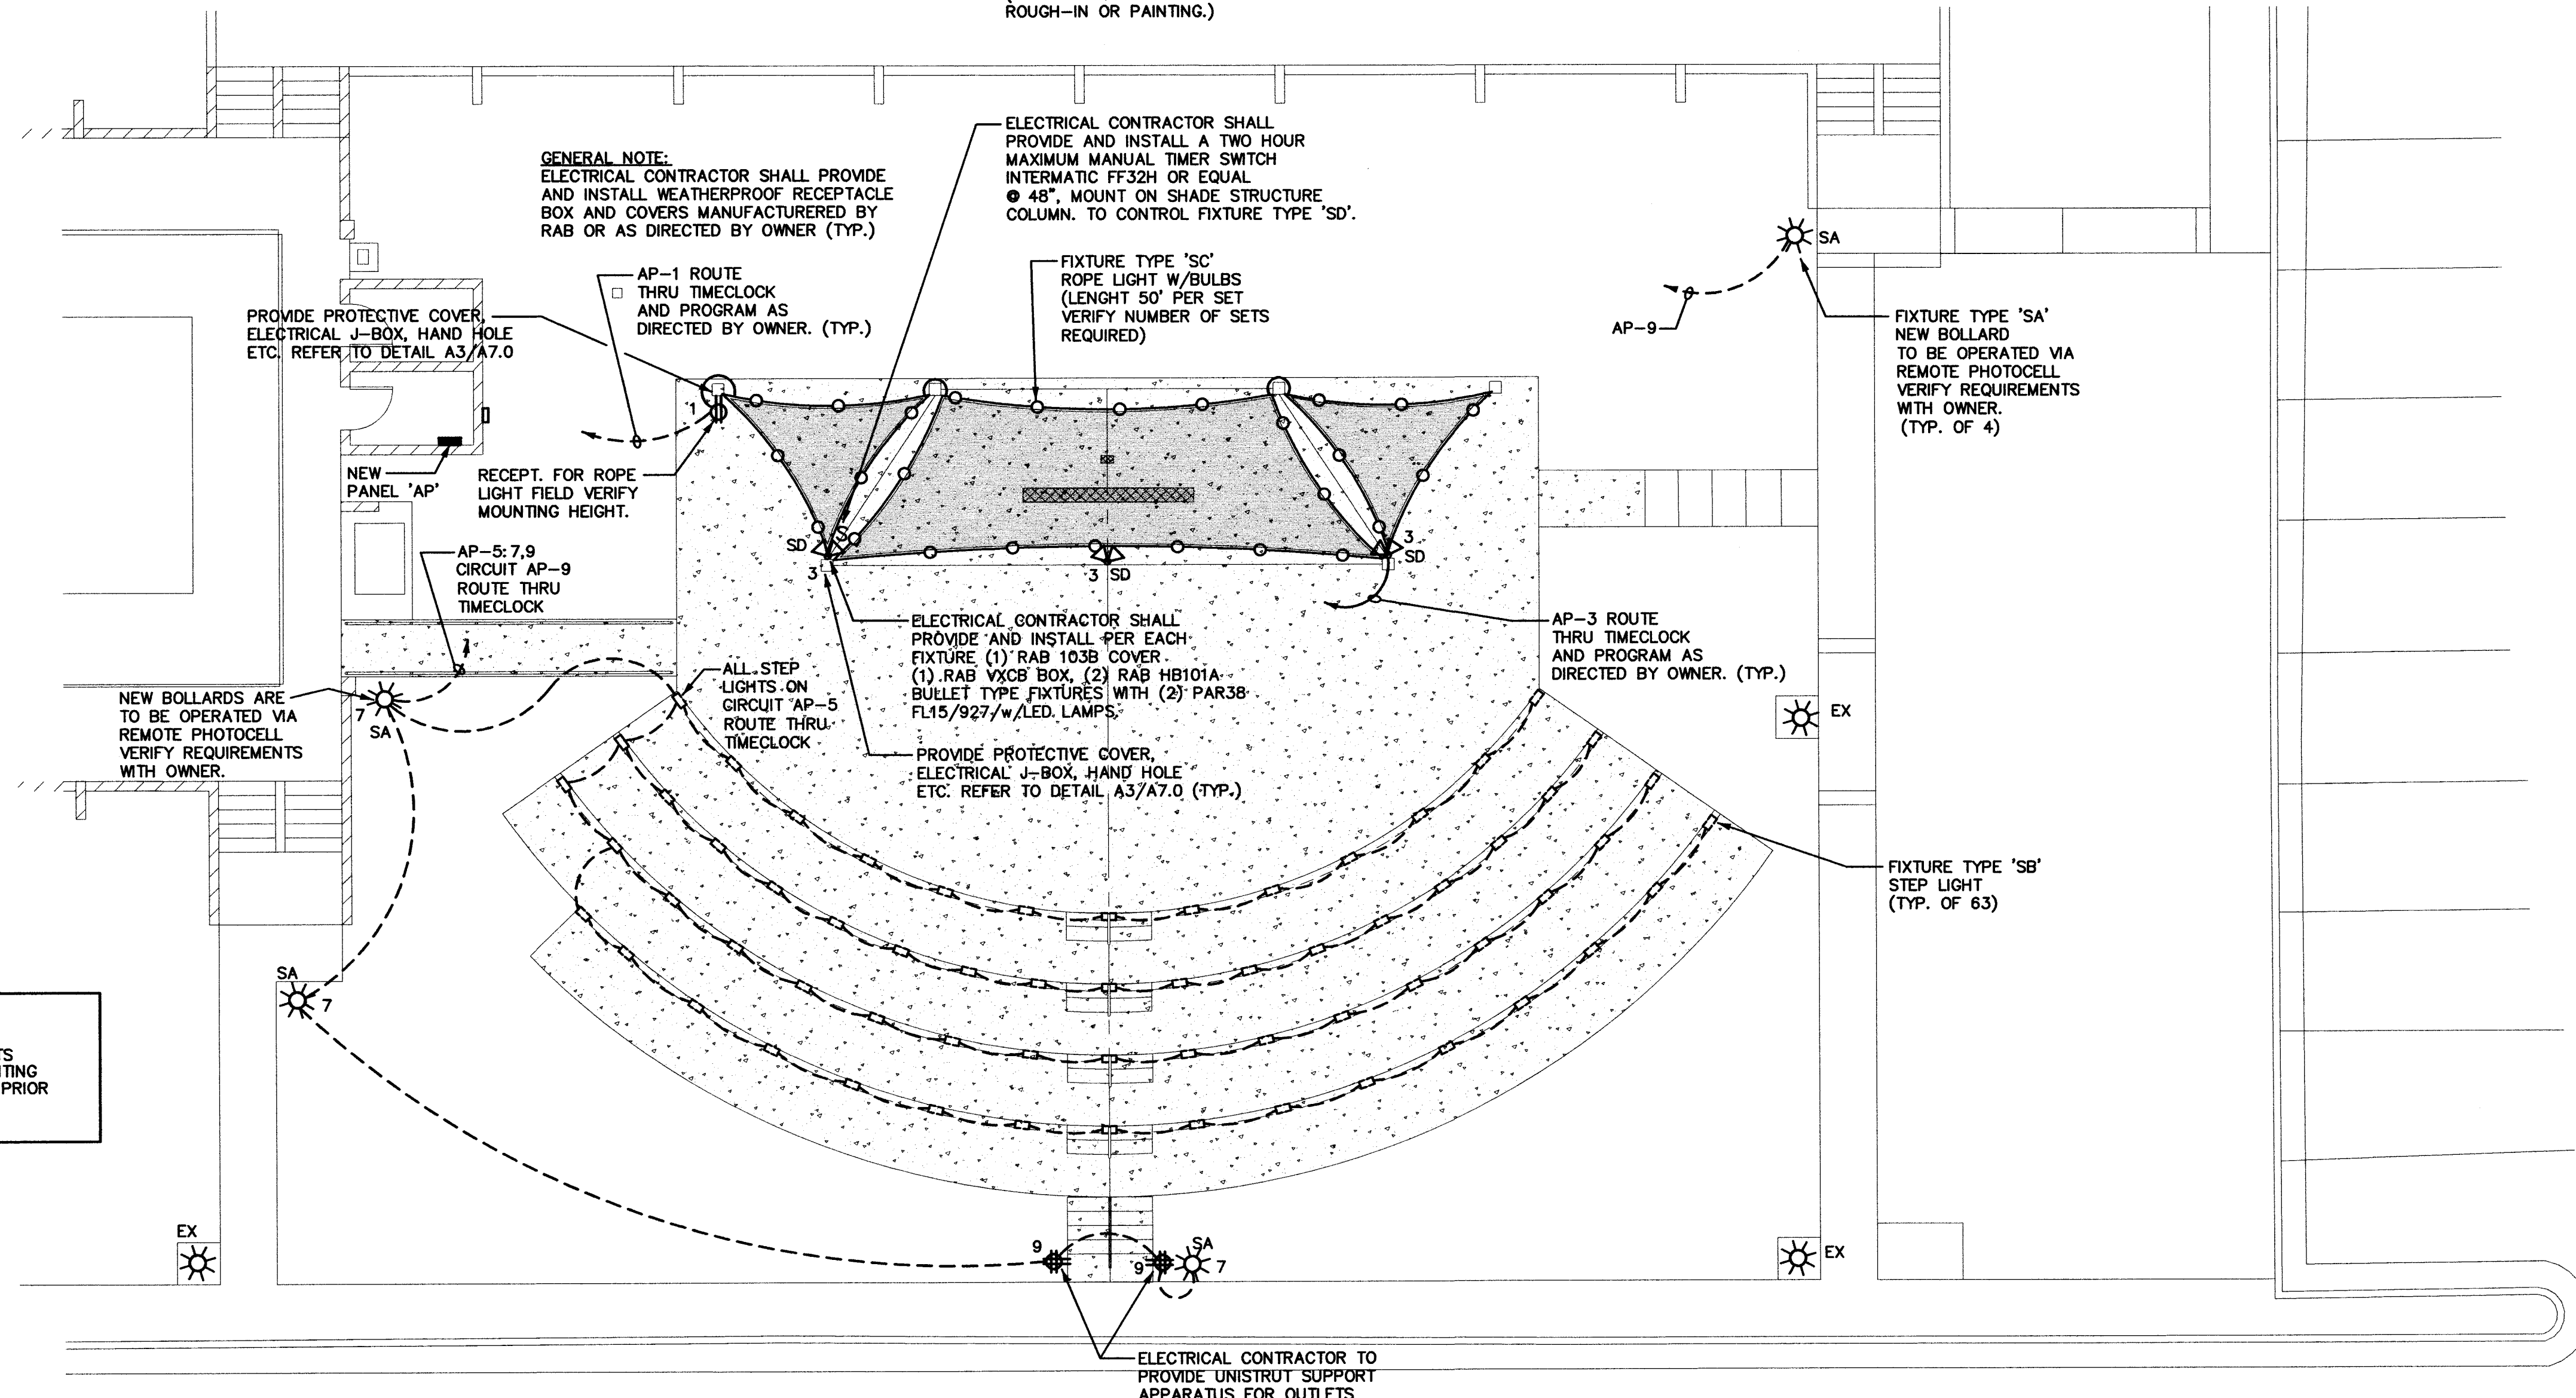 ROUGH-IN OR PAINTING.)
GENERAL NOTE:
ELECTRICAL CONTRACTOR SHALL PROVIDE
AND INSTALL WEATHERPROOF RECEPTACLE
BOX AND COVERS MANUFACTURERED BY
RAB OR AS DIRECTED BY OWNER (TYP.)
ELECTRICAL CONTRACTOR SHALL
PROVIDE AND INSTALL A TWO HOUR
MAXIMUM MANUAL TIMER SWITCH
INTERMATIC FF32H OR EQUAL
@ 48", MOUNT ON SHADE STRUCTURE
COLUMN. TO CONTROL FIXTURE TYPE 'SD'.
AP-1 ROUTE
THRU TIMECLOCK
AND PROGRAM AS
DIRECTED BY OWNER. (TYP.)
FIXTURE TYPE 'SC'
ROPE LIGHT W/BULBS
(LENGHT 50' PER SET
VERIFY NUMBER OF SETS
REQUIRED)
SA
AP-9
FIXTURE TYPE 'SA'
NEW BOLLARD
TO BE OPERATED VIA
REMOTE PHOTOCELL
VERIFY REQUIREMENTS
WITH OWNER.
(TYP. OF 4)
PROVIDE PROTECTIVE COVER,
ELECTRICAL J-BOX, HAND HOLE
ETC. REFER TO DETAIL A3/A7.0
1
NEW
PANEL 'AP'
RECEPT. FOR ROPE
LIGHT FIELD VERIFY
MOUNTING HEIGHT.
S
SD
3
3 SD
3
SD
AP-5:7,9
CIRCUIT AP-9
ROUTE THRU
TIMECLOCK
ELECTRICAL CONTRACTOR SHALL
PROVIDE AND INSTALL PER EACH
FIXTURE (1) RAB 103B COVER
(1) RAB VXCB BOX, (2) RAB HB101A
BULLET TYPE FIXTURES WITH (2) PAR38
FL15/927/w/LED LAMPS,
AP-3 ROUTE
THRU TIMECLOCK
AND PROGRAM AS
DIRECTED BY OWNER. (TYP.)
ALL STEP
LIGHTS ON
CIRCUIT AP-5
ROUTE THRU
TIMECLOCK
NEW BOLLARDS ARE
TO BE OPERATED VIA
REMOTE PHOTOCELL
VERIFY REQUIREMENTS
WITH OWNER.
7
SA
EX
PROVIDE PROTECTIVE COVER,
ELECTRICAL J-BOX, HAND HOLE
ETC. REFER TO DETAIL A3/A7.0 (TYP.)
FIXTURE TYPE 'SB'
STEP LIGHT
(TYP. OF 63)
SA
7
PRIOR
EX
9
9
SA
7
EX
ELECTRICAL CONTRACTOR TO
PROVIDE UNISTRUT SUPPORT
APPARATUS FOR OUTLETS